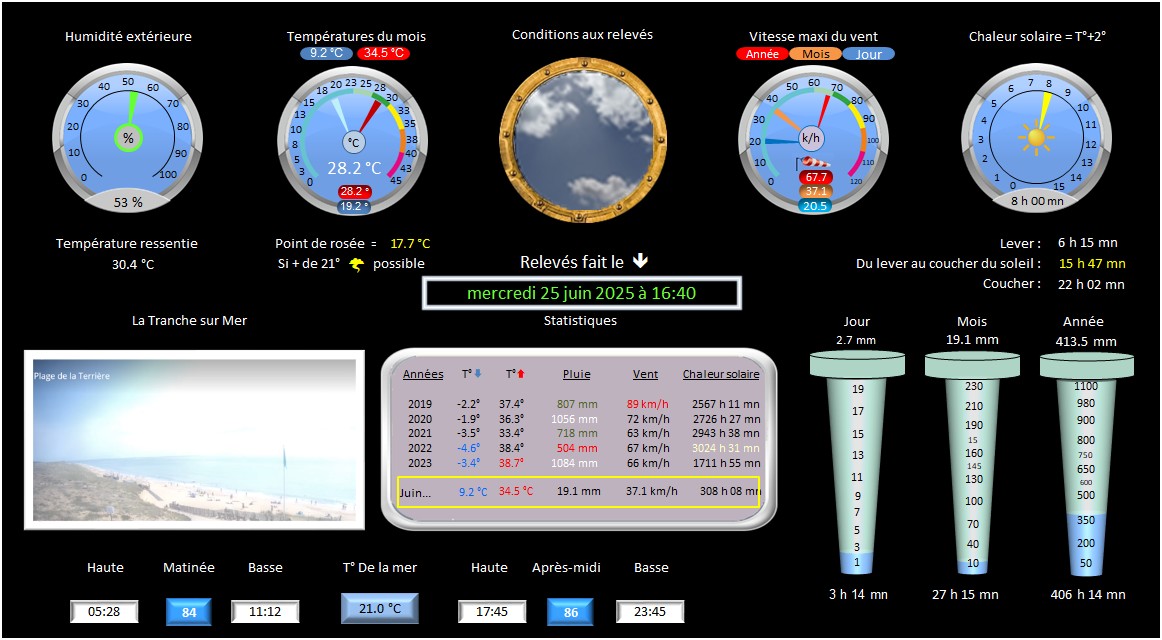 Humidité extérieure
Températures du mois
9.2 °C 34.5 °C
Conditions aux relevés
Vitesse maxi du vent
Année Mois Jour
Chaleur solaire = T°+2°
0 10 20 30 40 50 60 70 80 90 100
%
53 %
0 3 5 8 10 13 15 18 20 23 25 28 30 33 35 38 40 43 45
°C
28.2 °C
28.2 °
19.2 °
0 10 20 30 40 50 60 70 80 90 100 110 120
k/h
67.7
37.1
20.5
0 1 2 3 4 5 6 7 8 9 10 11 12 13 14 15
8 h 00 mn
Température ressentie
30.4 °C
Point de rosée = 17.7 °C
Si + de 21° possible
Relevés fait le
mercredi 25 juin 2025 à 16:40
Lever : 6 h 15 mn
Du lever au coucher du soleil : 15 h 47 mn
Coucher : 22 h 02 mn
La Tranche sur Mer
Plage de la Terrière
Statistiques
Années T° T° Pluie Vent Chaleur solaire
2019 -2.2° 37.4° 807 mm 89 km/h 2567 h 11 mn
2020 -1.9° 36.3° 1056 mm 72 km/h 2726 h 27 mn
2021 -3.5° 33.4° 718 mm 63 km/h 2943 h 38 mn
2022 -4.6° 38.4° 504 mm 67 km/h 3024 h 31 mn
2023 -3.4° 38.7° 1084 mm 66 km/h 1711 h 55 mn
Juin... 9.2 °C 34.5 °C 19.1 mm 37.1 km/h 308 h 08 mn
Jour
2.7 mm
19
17
15
13
11
9
7
5
3
1
3 h 14 mn
Mois
19.1 mm
230
210
190
15
160
145
130
100
70
40
10
27 h 15 mn
Année
413.5 mm
1100
980
900
800
750
650
600
500
350
200
50
406 h 14 mn
Haute Matinée Basse
05:28 84 11:12
T° De la mer
21.0 °C
Haute Après-midi Basse
17:45 86 23:45